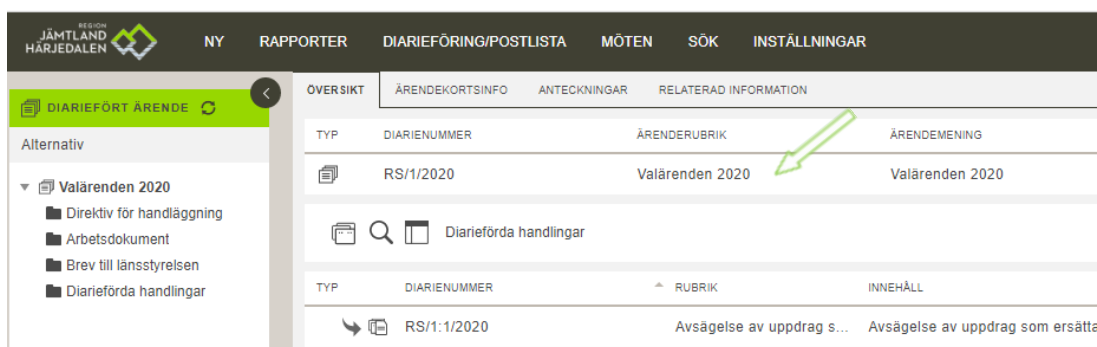 REGION
JÄMTLAND
HÄRJEDALEN
NY RAPPORTER DIARIEFÖRING/POSTLISTA MÖTEN SÖK INSTÄLLNINGAR
DIARIEFÖRT ÄRENDE
Alternativ
Valärenden 2020
Direktiv för handläggning
Arbetsdokument
Brev till länsstyrelsen
Diarieförda handlingar
ÖVERSIKT ÄRENDEKORTSINFO ANTECKNINGAR RELATERAD INFORMATION
TYP DIARIENUMMER ÄRENDERUBRIK ÄRENDEMENING
RS/1/2020 Valärenden 2020 Valärenden 2020
Diarieförda handlingar
TYP DIARIENUMMER RUBRIK INNEHÅLL
RS/1:1/2020 Avsägelse av uppdrag s... Avsägelse av uppdrag som ersätta